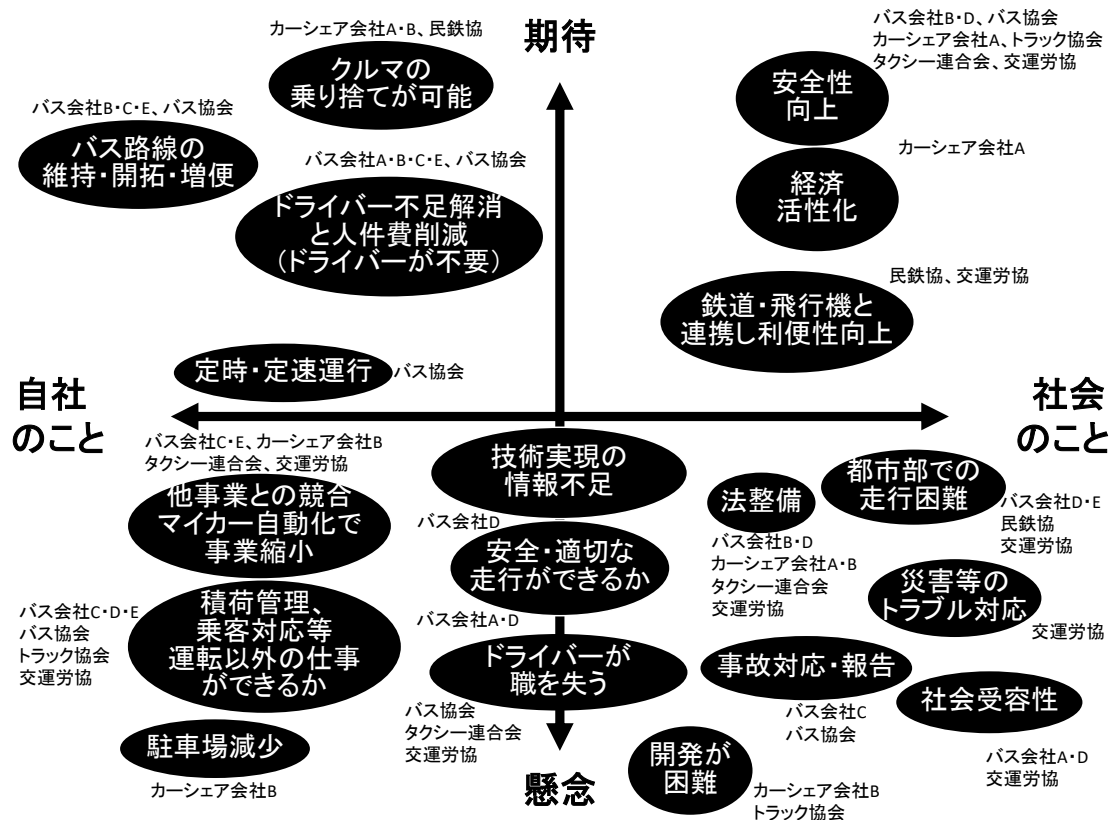 期待
カーシェア会社A・B、民鉄協
クルマの
乗り捨てが可能
バス会社B・C・E、バス協会
バス路線の
維持・開拓・増便
バス会社A・B・C・E、バス協会
ドライバー不足解消
と人件費削減
（ドライバーが不要）
定時・定速運行
バス協会
バス会社B・D、バス協会
カーシェア会社A、トラック協会
タクシー連合会、交運労協
安全性
向上
カーシェア会社A
経済
活性化
民鉄協、交運労協
鉄道・飛行機と
連携し利便性向上
自社
のこと
社会
のこと
バス会社C・E、カーシェア会社B
タクシー連合会、交運労協
他事業との競合
マイカー自動化で
事業縮小
バス会社C・D・E
バス協会
トラック協会
交運労協
積荷管理、
乗客対応等
運転以外の仕事
ができるか
駐車場減少
カーシェア会社B
技術実現の
情報不足
バス会社D
安全・適切な
走行ができるか
バス会社A・D
ドライバーが
職を失う
バス協会
タクシー連合会
交運労協
法整備
バス会社B・D
カーシェア会社A・B
タクシー連合会
交運労協
都市部での
走行困難
バス会社D・E
民鉄協
交運労協
災害等の
トラブル対応
交運労協
事故対応・報告
バス会社C
バス協会
社会受容性
バス会社A・D
交運労協
開発が
困難
カーシェア会社B
トラック協会
懸念